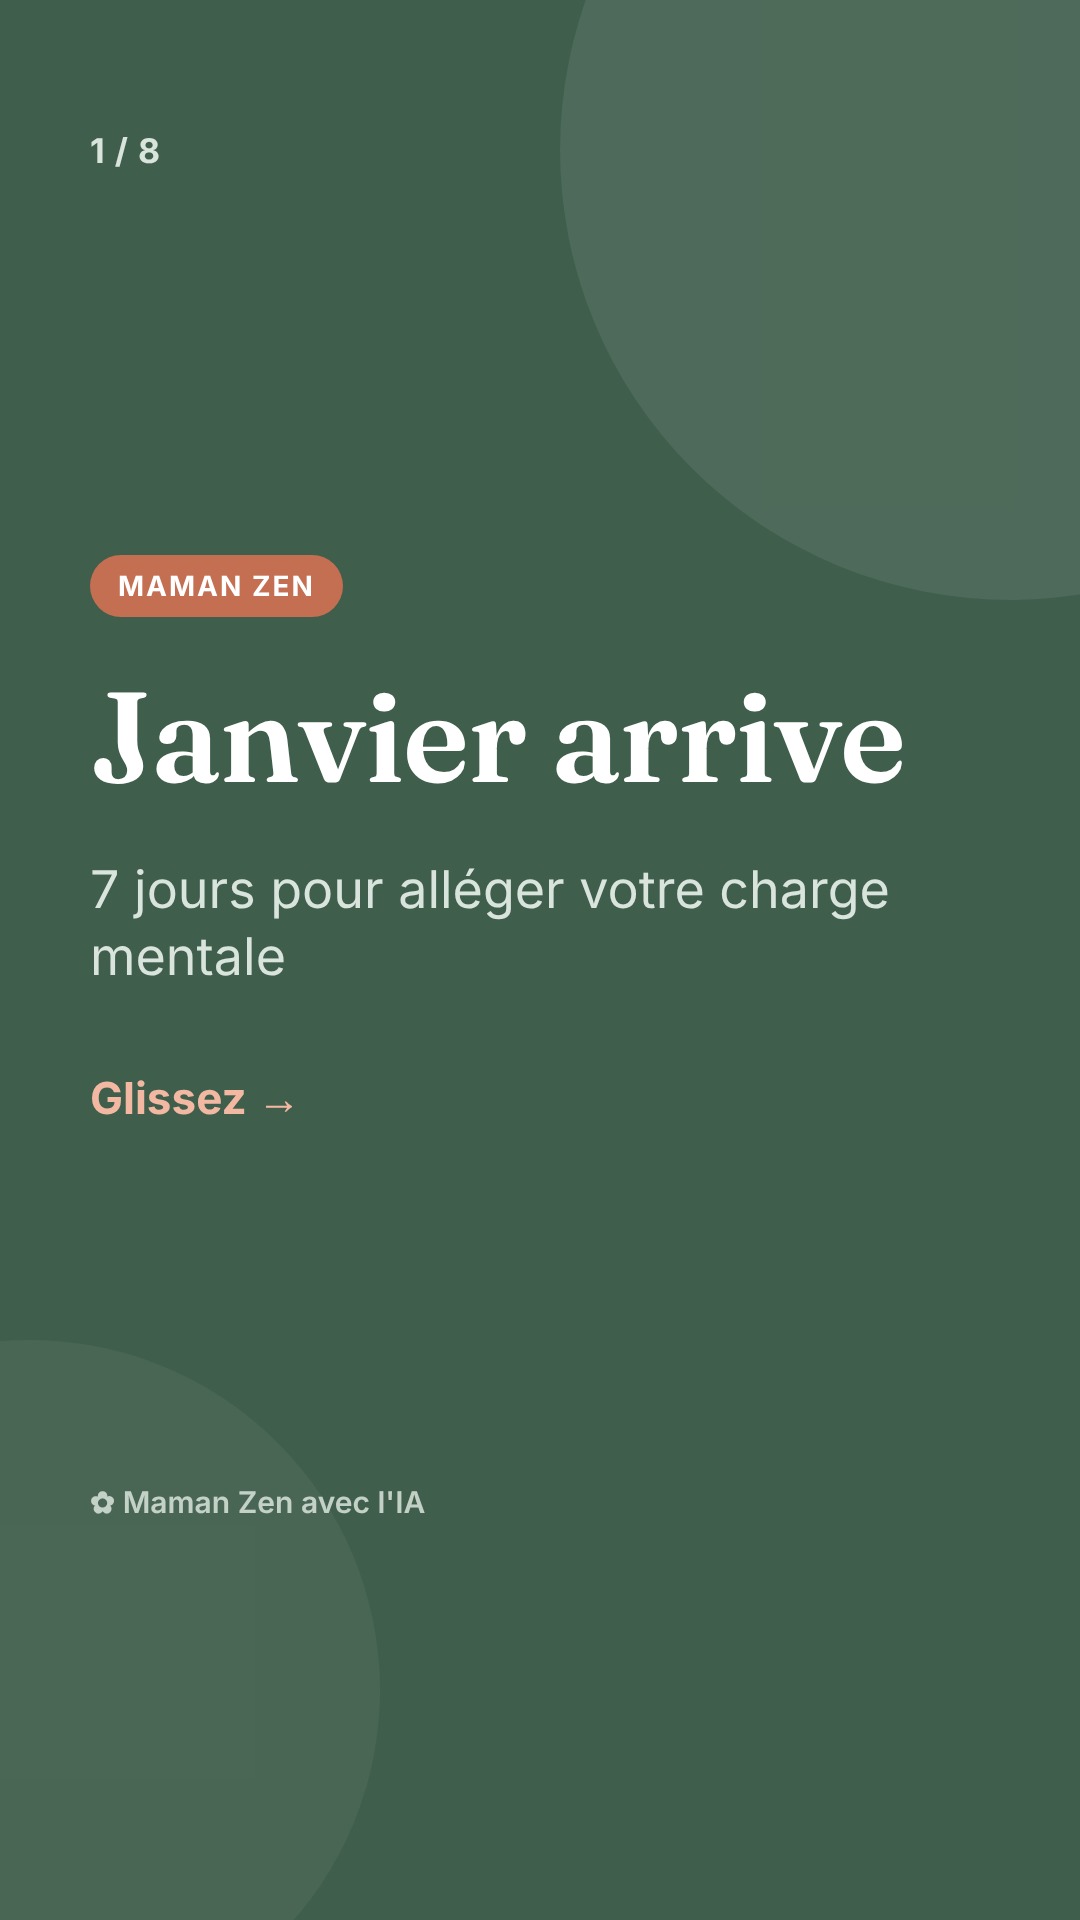 1 / 8
MAMAN ZEN
Janvier arrive
7 jours pour alléger votre charge
mentale
Glissez →
✿ Maman Zen avec l'IA